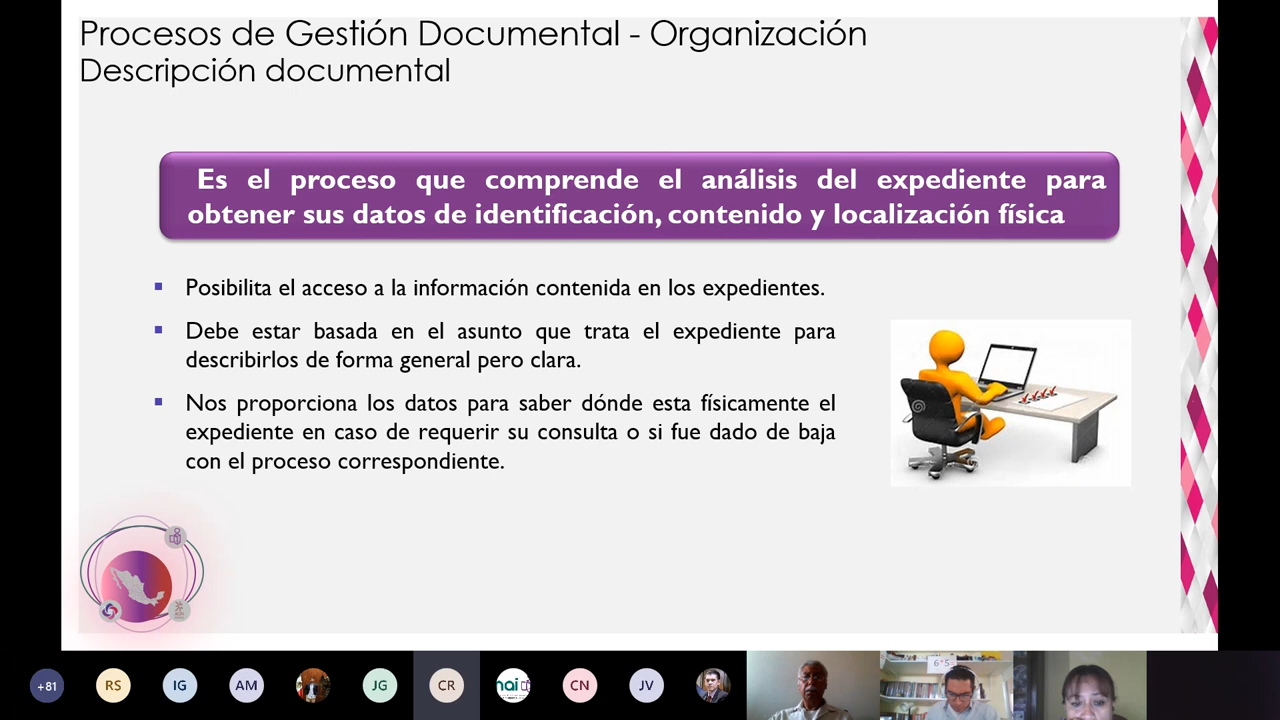 Procesos de Gestión Documental - Organización
Descripción documental
Es el proceso que comprende el análisis del expediente para
obtener sus datos de identificación, contenido y localización física
Posibilita el acceso a la información contenida en los expedientes.
Debe estar basada en el asunto que trata el expediente para
describirlos de forma general pero clara.
Nos proporciona los datos para saber dónde esta físicamente el
expediente en caso de requerir su consulta o si fue dado de baja
con el proceso correspondiente.
+81 RS IG AM JG CR nai CN JV